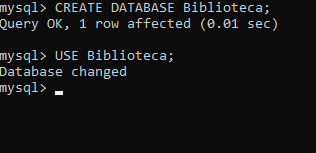 mysql> CREATE DATABASE Biblioteca;
Query OK, 1 row affected (0.01 sec)
mysql> USE Biblioteca;
Database changed
mysql>